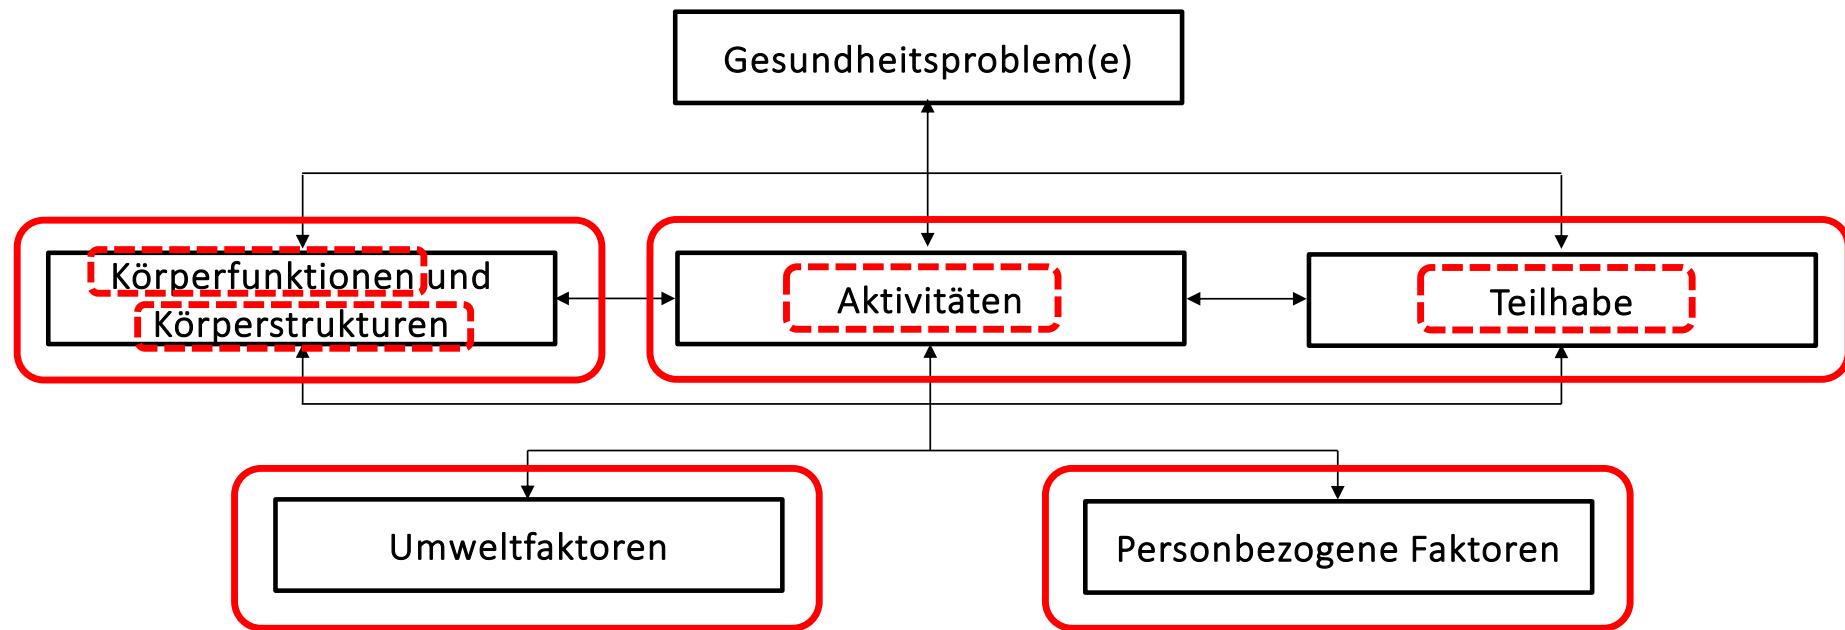 Gesundheitsproblem(e)
Körperfunktionen und
Körperstrukturen
Aktivitäten
Teilhabe
Umweltfaktoren
Personbezogene Faktoren